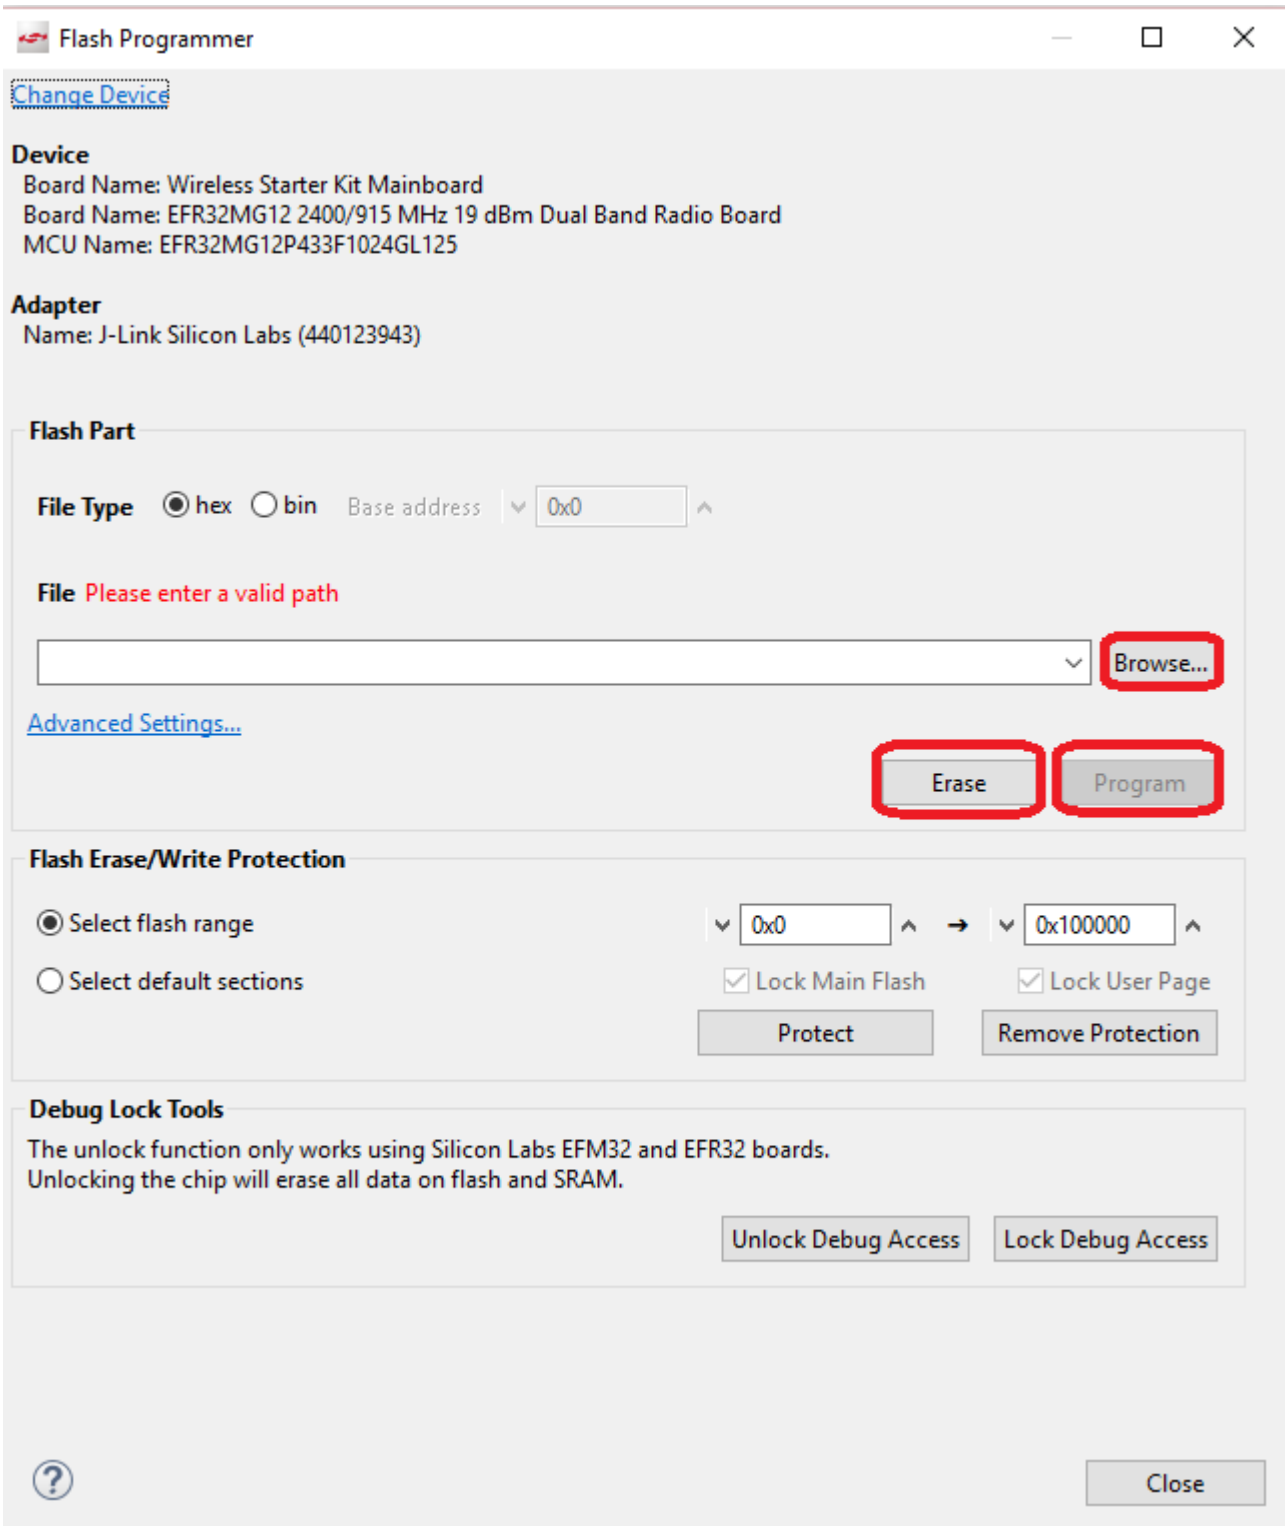 Flash Programmer
Change Device
Device
Board Name: Wireless Starter Kit Mainboard
Board Name: EFR32MG12 2400/915 MHz 19 dBm Dual Band Radio Board
MCU Name: EFR32MG12P433F1024GL125
Adapter
Name: J-Link Silicon Labs (440123943)
Flash Part
File Type hex bin Base address 0x0
File Please enter a valid path
Browse...
Advanced Settings...
Erase Program
Flash Erase/Write Protection
Select flash range 0x0 → 0x100000
Select default sections Lock Main Flash Lock User Page
Protect Remove Protection
Debug Lock Tools
The unlock function only works using Silicon Labs EFM32 and EFR32 boards.
Unlocking the chip will erase all data on flash and SRAM.
Unlock Debug Access Lock Debug Access
? Close